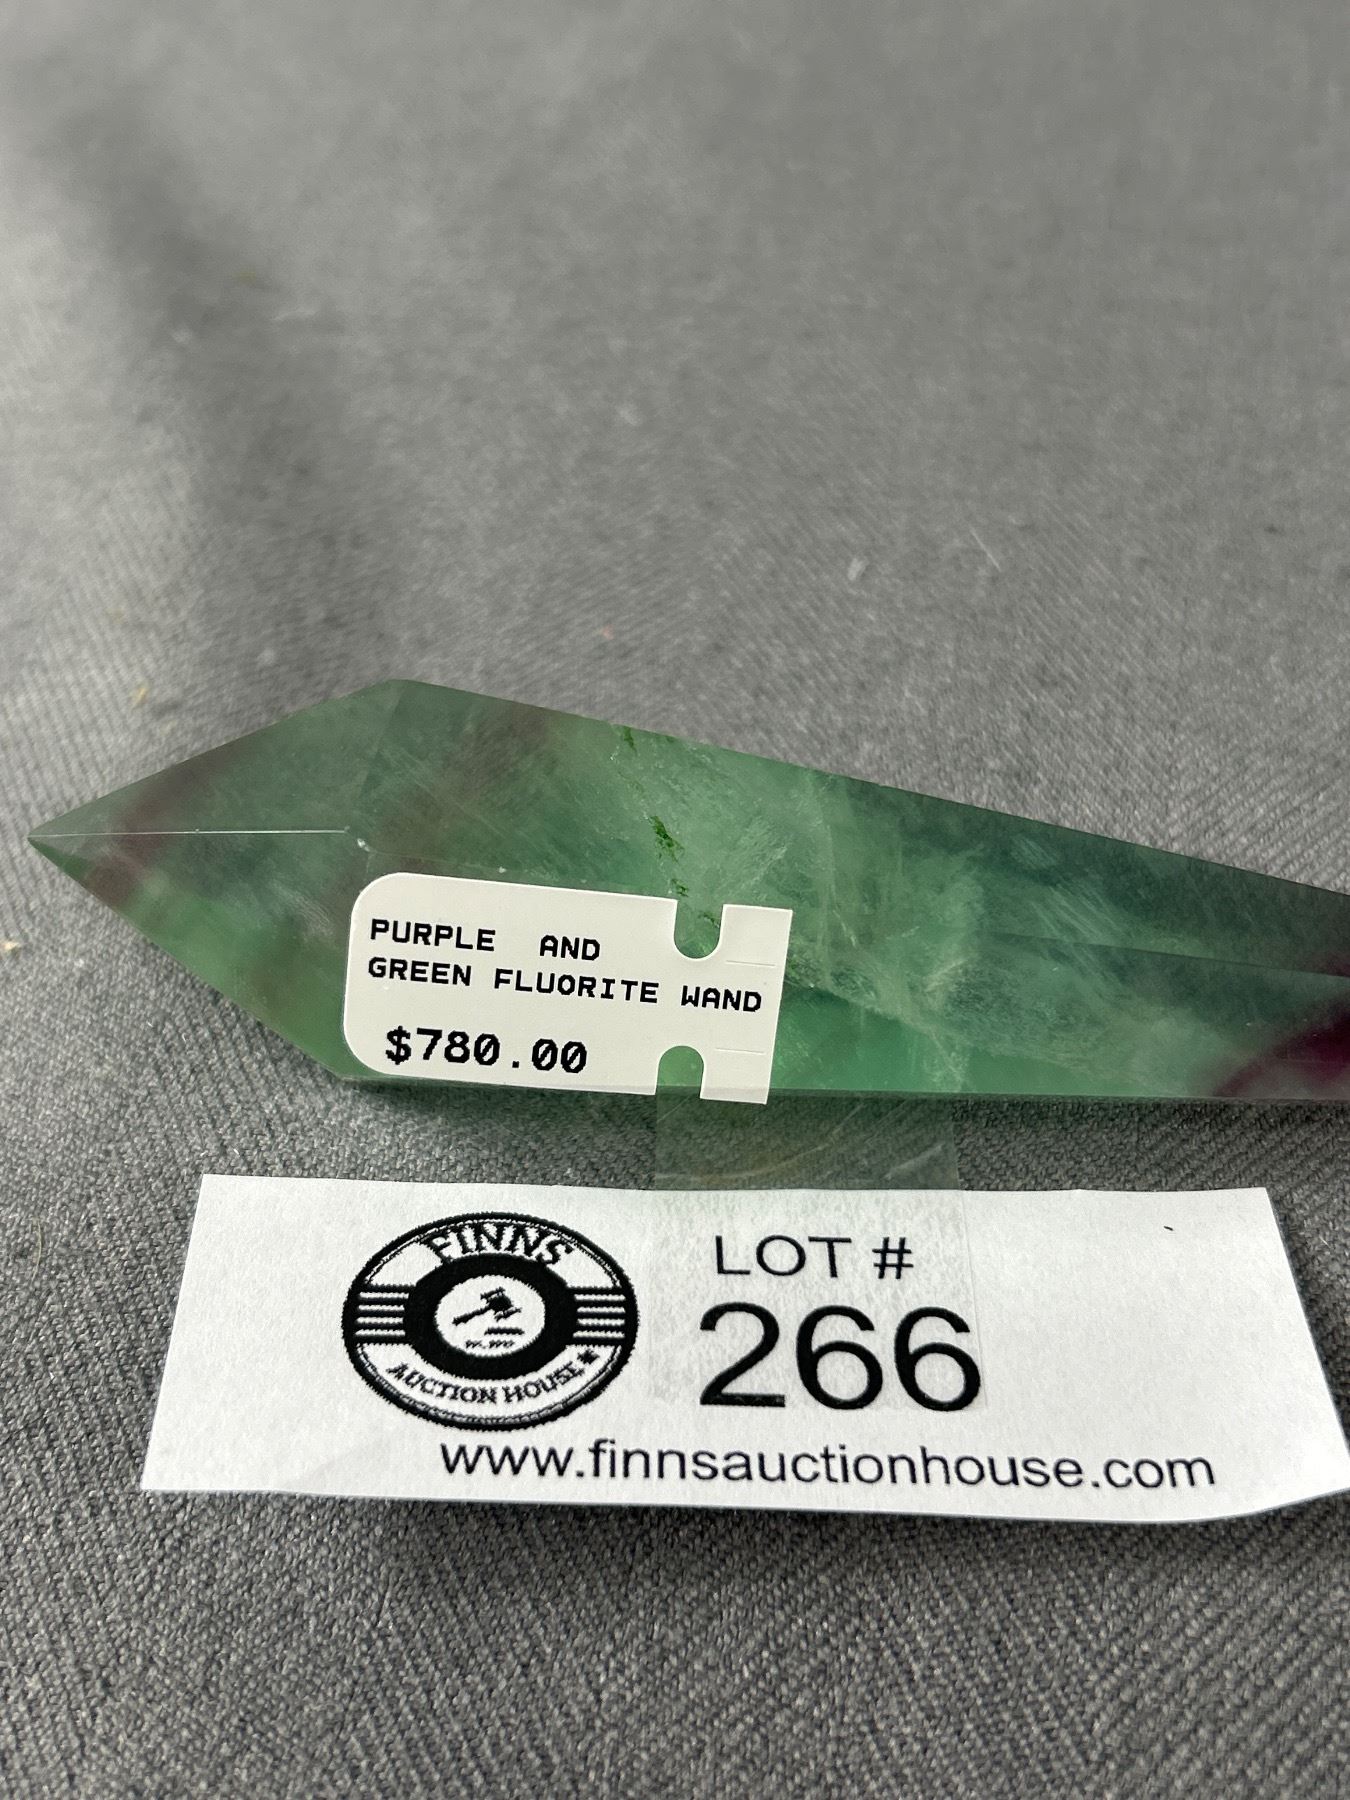 PURPLE AND
GREEN FLUORITE WAND
$780.00
FINNS
AUCTION HOUSE
LOT #
266
www.finnsauctionhouse.com